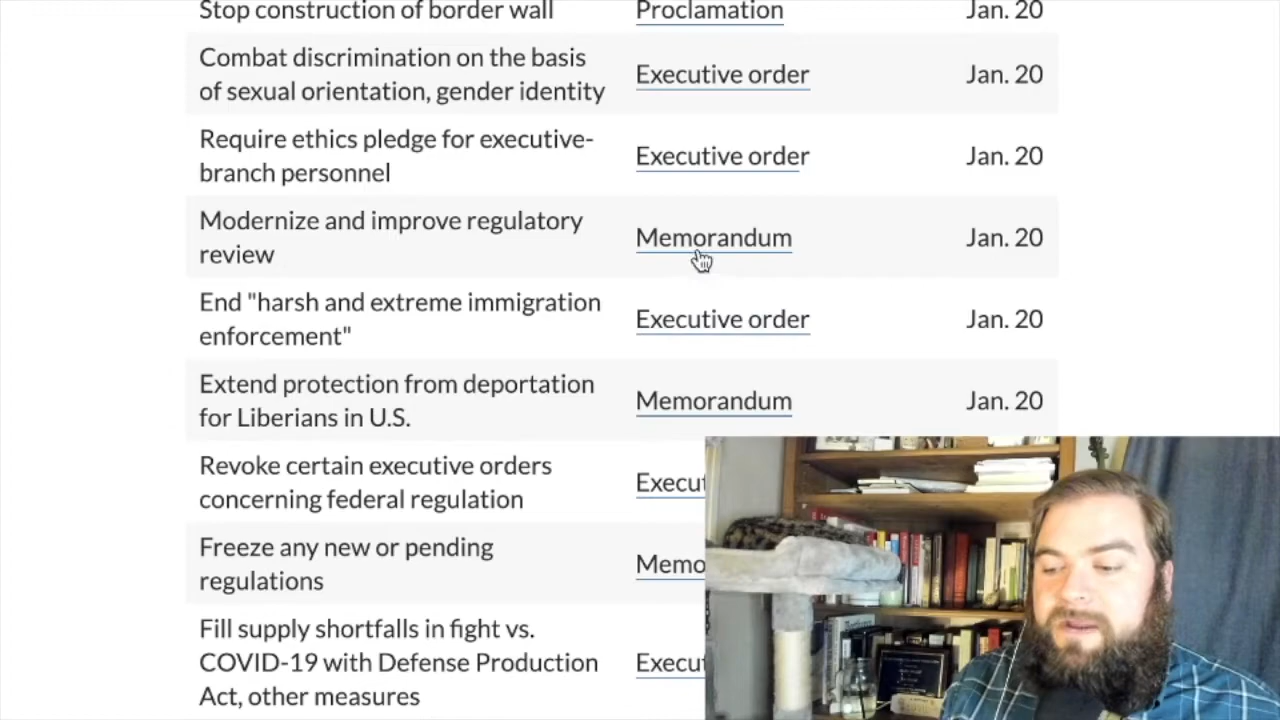 Stop construction of border wall Proclamation Jan. 20
Combat discrimination on the basis
of sexual orientation, gender identity Executive order Jan. 20
Require ethics pledge for executive-
branch personnel Executive order Jan. 20
Modernize and improve regulatory
review Memorandum Jan. 20
End "harsh and extreme immigration
enforcement" Executive order Jan. 20
Extend protection from deportation
for Liberians in U.S. Memorandum Jan. 20
Revoke certain executive orders
concerning federal regulation Execut
Freeze any new or pending
regulations Memo
Fill supply shortfalls in fight vs.
COVID-19 with Defense Production Execut
Act, other measures